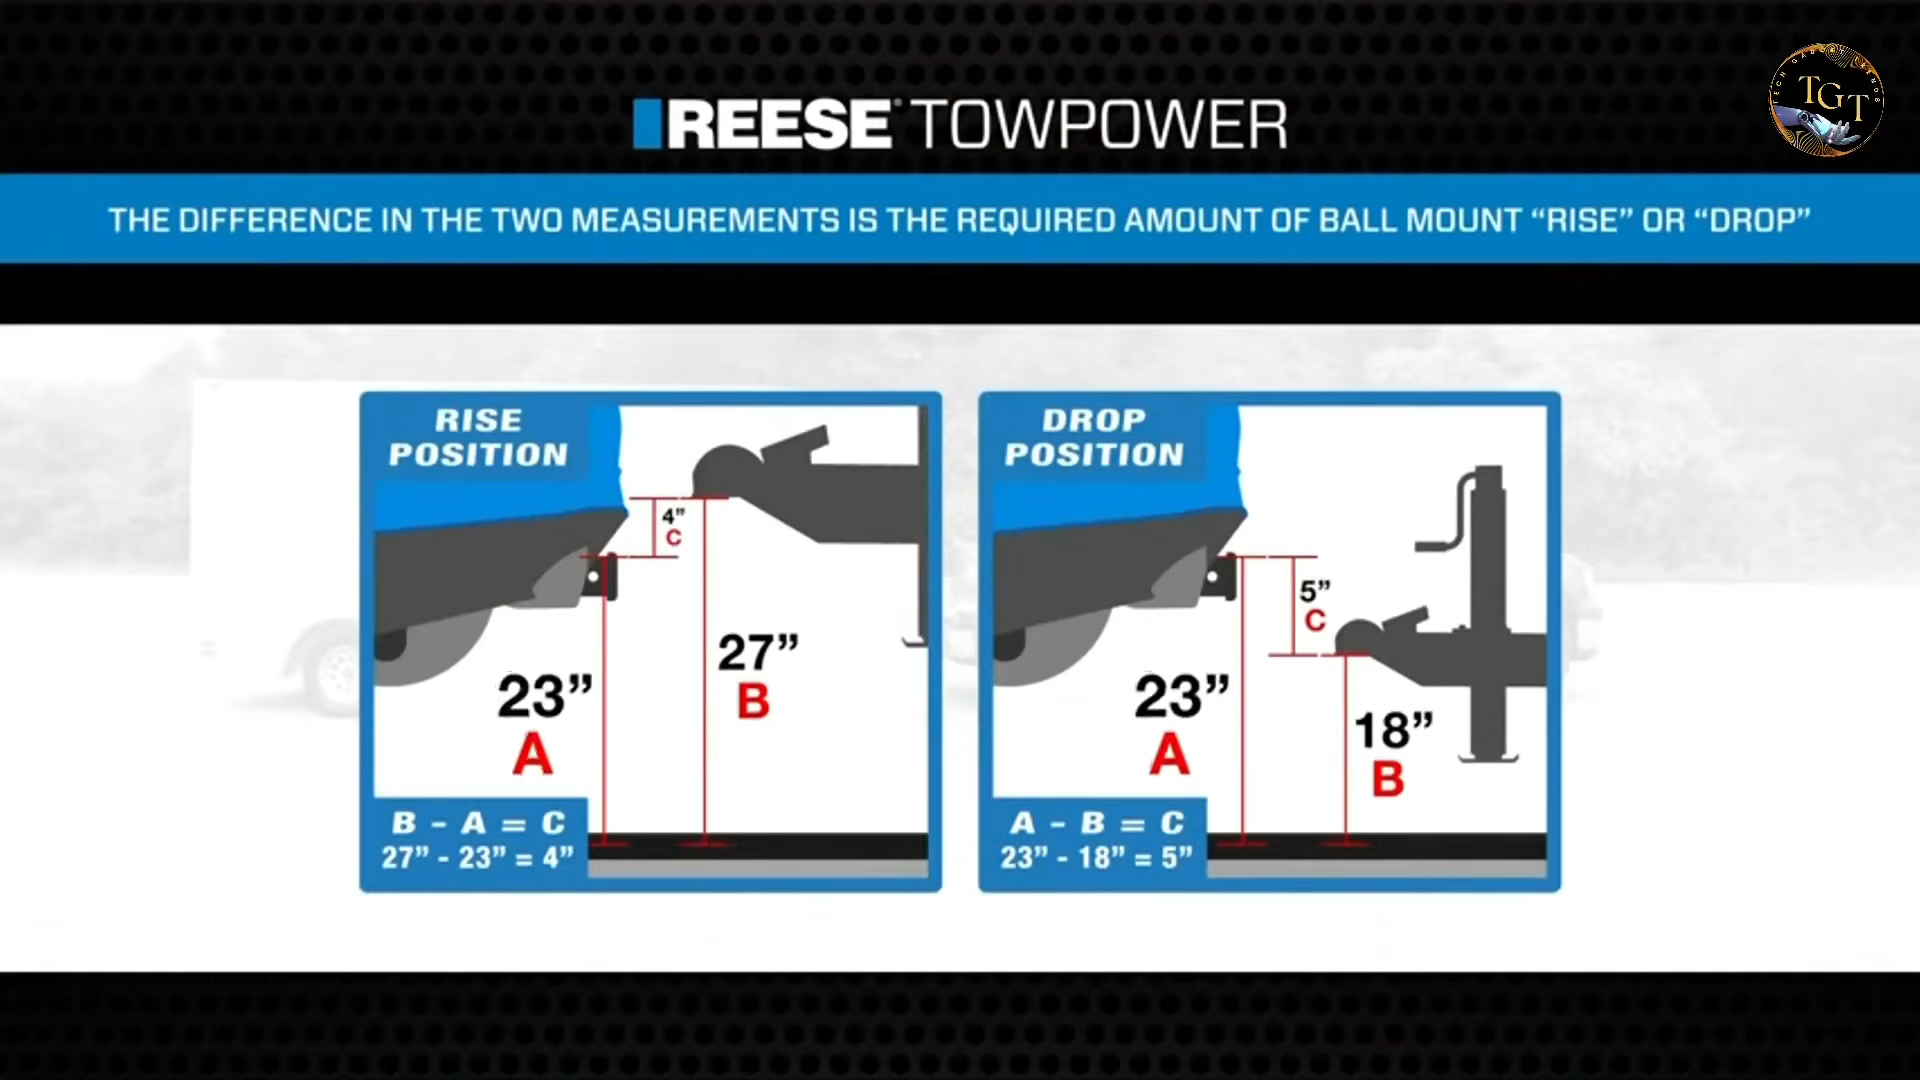 REESE® TOWPOWER
TGT
THE DIFFERENCE IN THE TWO MEASUREMENTS IS THE REQUIRED AMOUNT OF BALL MOUNT “RISE” OR “DROP”
RISE
POSITION
4”
C
27”
B
23”
A
B - A = C
27” - 23” = 4”
DROP
POSITION
5”
C
23”
A
18”
B
A - B = C
23” - 18” = 5”